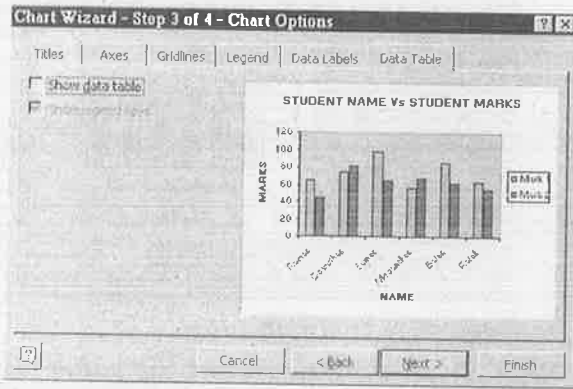 Chart Wizard - Step 3 of 4 - Chart Options
Titles Axes Gridlines Legend Data Labels Data Table
Show data table
STUDENT NAME Vs STUDENT MARKS
120
100
80
60
40
20
0
MARKS
NAME
Cancel < Back Next > Finish